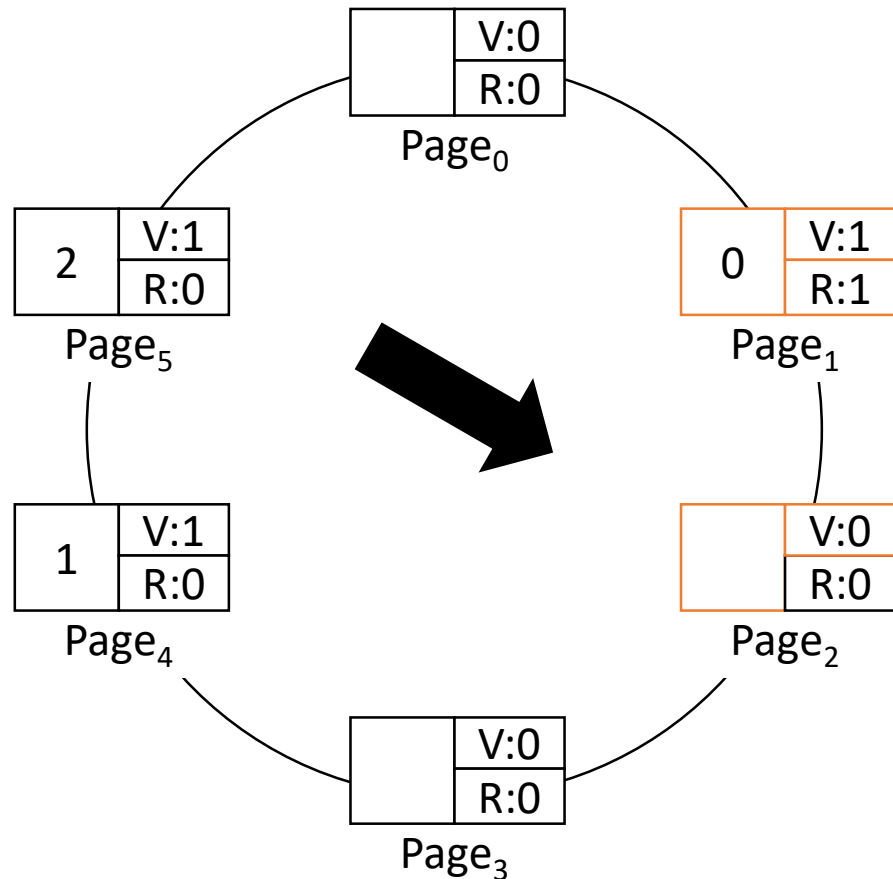 V:0
R:0
Page₀
2
V:1
R:0
Page₅
0
V:1
R:1
Page₁
1
V:1
R:0
Page₄
V:0
R:0
Page₂
V:0
R:0
Page₃